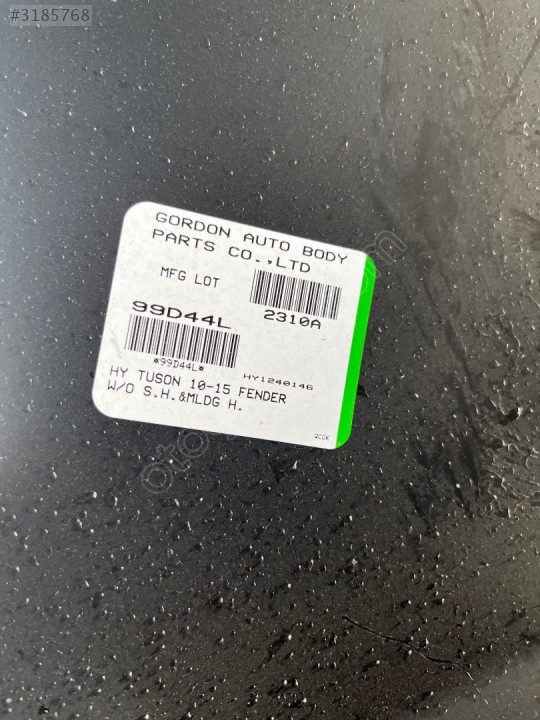 #3185768
GORDON AUTO BODY
PARTS CO.,LTD
MFG LOT
2310A
99D44L
*99D44L*
HY1240146
HY TUSON 10-15 FENDER
W/O S.H.&MLDG H.
QCOK